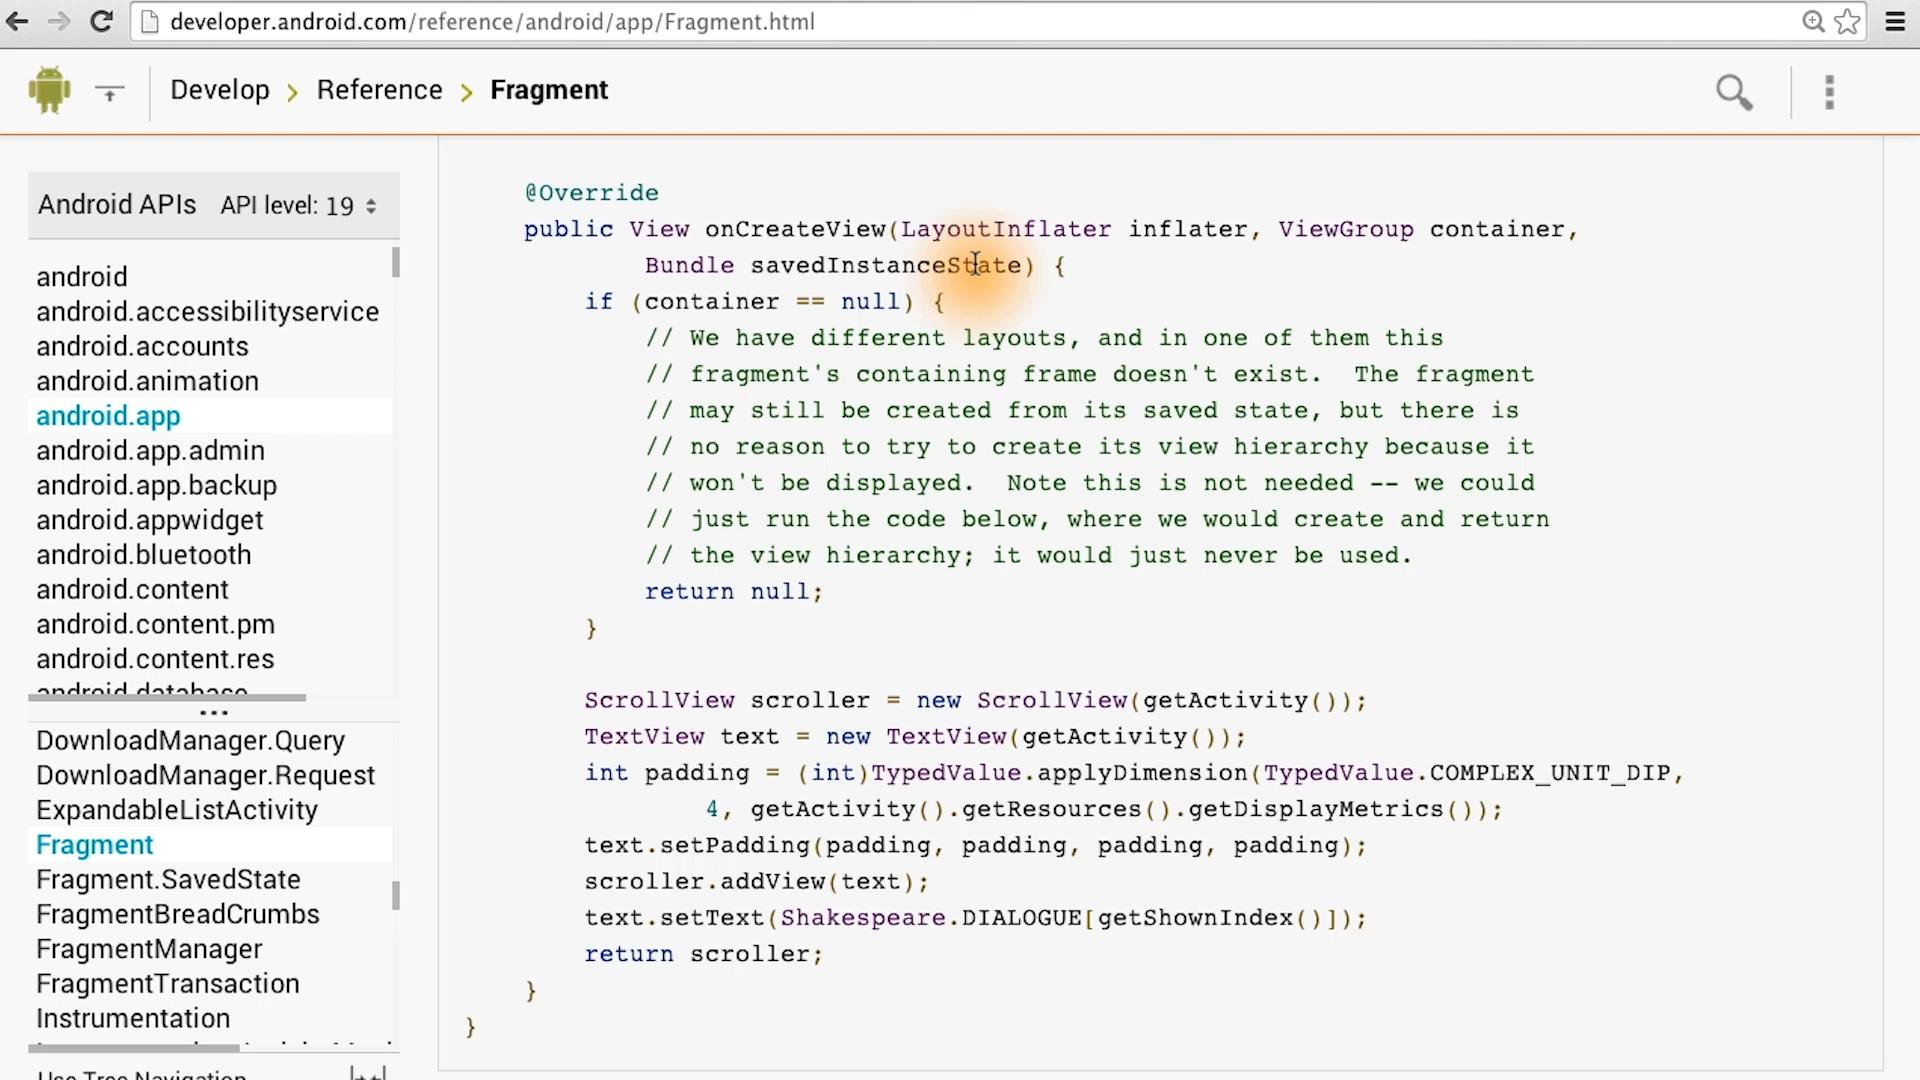 developer.android.com/reference/android/app/Fragment.html
Develop > Reference > Fragment
Android APIs API level: 19
android
android.accessibilityservice
android.accounts
android.animation
android.app
android.app.admin
android.app.backup
android.appwidget
android.bluetooth
android.content
android.content.pm
android.content.res
android.database
DownloadManager.Query
DownloadManager.Request
ExpandableListActivity
Fragment
Fragment.SavedState
FragmentBreadCrumbs
FragmentManager
FragmentTransaction
Instrumentation
Use Tree Navigation
@Override
public View onCreateView(LayoutInflater inflater, ViewGroup container,
Bundle savedInstanceState) {
if (container == null) {
// We have different layouts, and in one of them this
// fragment's containing frame doesn't exist.  The fragment
// may still be created from its saved state, but there is
// no reason to try to create its view hierarchy because it
// won't be displayed.  Note this is not needed -- we could
// just run the code below, where we would create and return
// the view hierarchy; it would just never be used.
return null;
}
ScrollView scroller = new ScrollView(getActivity());
TextView text = new TextView(getActivity());
int padding = (int)TypedValue.applyDimension(TypedValue.COMPLEX_UNIT_DIP,
4, getActivity().getResources().getDisplayMetrics());
text.setPadding(padding, padding, padding, padding);
scroller.addView(text);
text.setText(Shakespeare.DIALOGUE[getShownIndex()]);
return scroller;
}
}